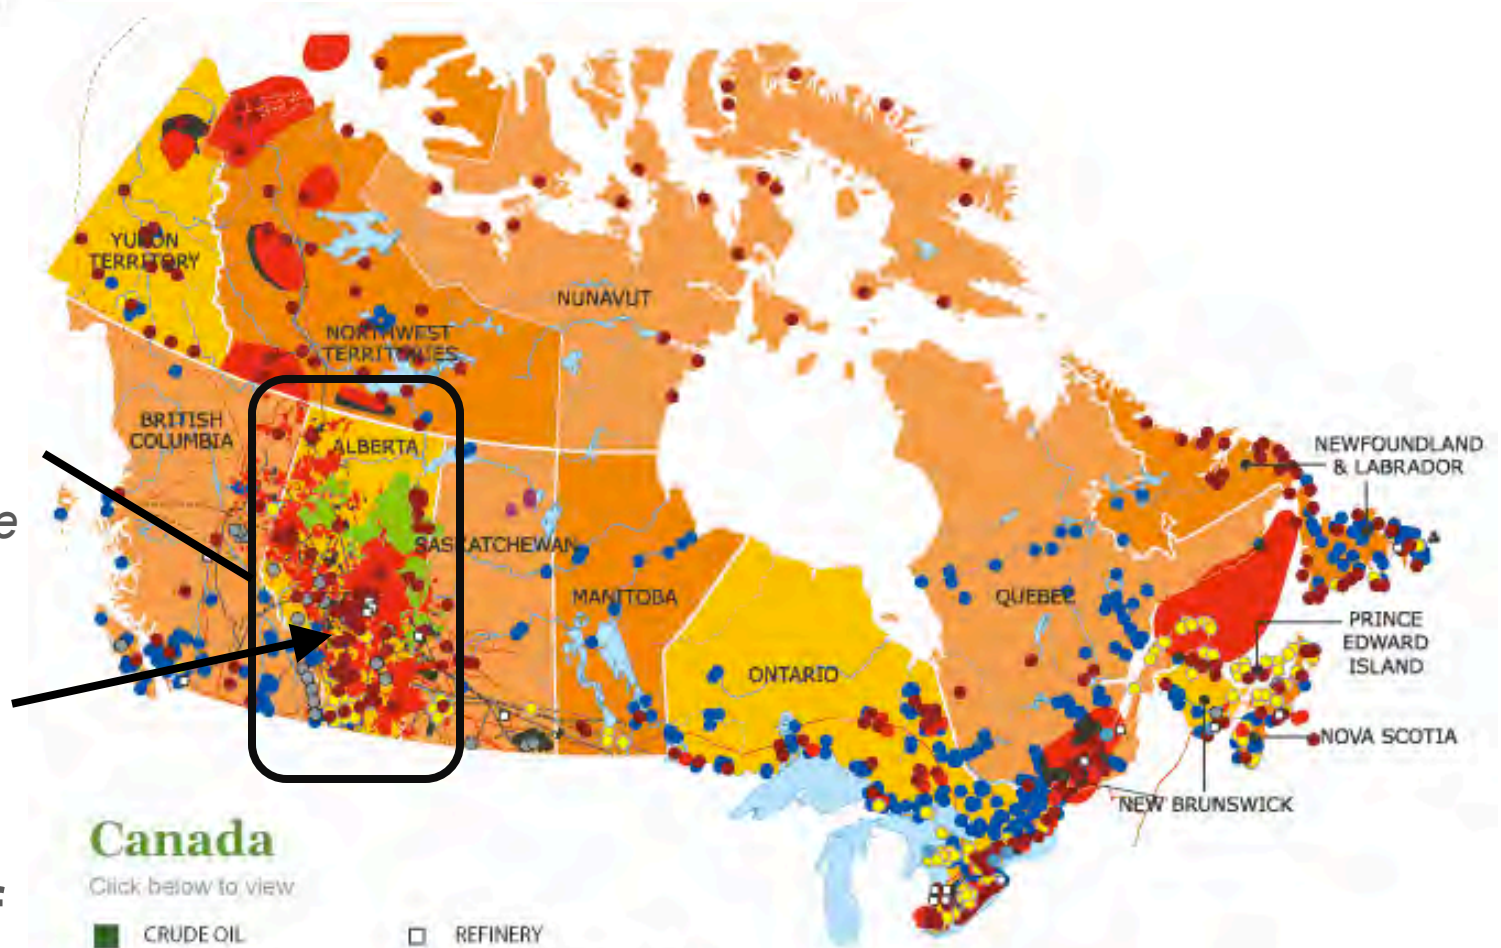 YUKON
TERRITORY
NUNAVUT
NORTHWEST
TERRITORIES
BRITISH
COLUMBIA
ALBERTA
NEWFOUNDLAND
& LABRADOR
e
SASKATCHEWAN
MANITOBA
QUEBEC
PRINCE
EDWARD
ISLAND
ONTARIO
NOVA SCOTIA
NEW BRUNSWICK
Canada
Click below to view
CRUDE OIL
REFINERY